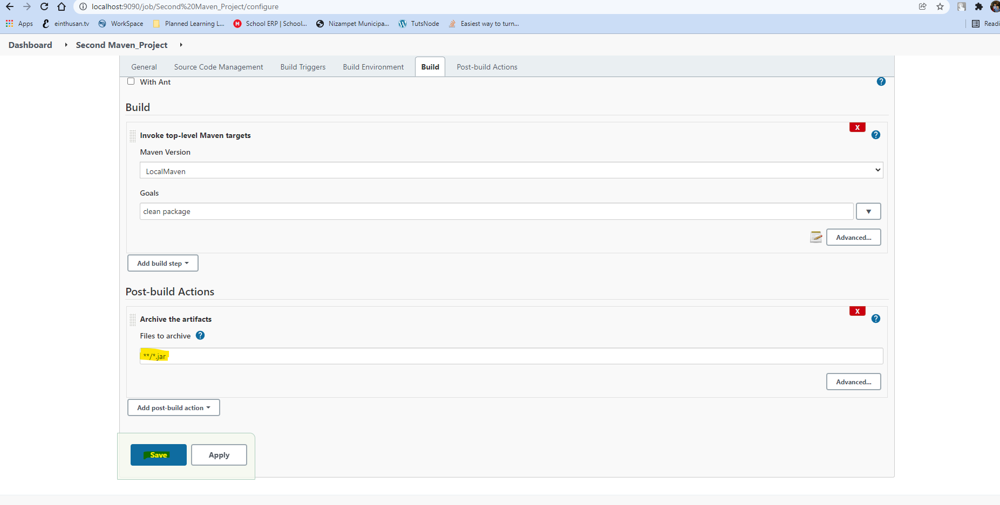 localhost:9090/job/Second%20Maven_Project/configure
Apps einthusan.tv WorkSpace Planned Learning L... School ERP | School... Nizampet Municipa... TutsNode Easiest way to turn... Readi
Dashboard Second Maven_Project
General Source Code Management Build Triggers Build Environment Build Post-build Actions
With Ant ?
Build
X
Invoke top-level Maven targets ?
Maven Version
LocalMaven
Goals
clean package
Advanced...
Add build step
Post-build Actions
X
Archive the artifacts ?
Files to archive ?
**/*.jar
Advanced...
Add post-build action
Save Apply